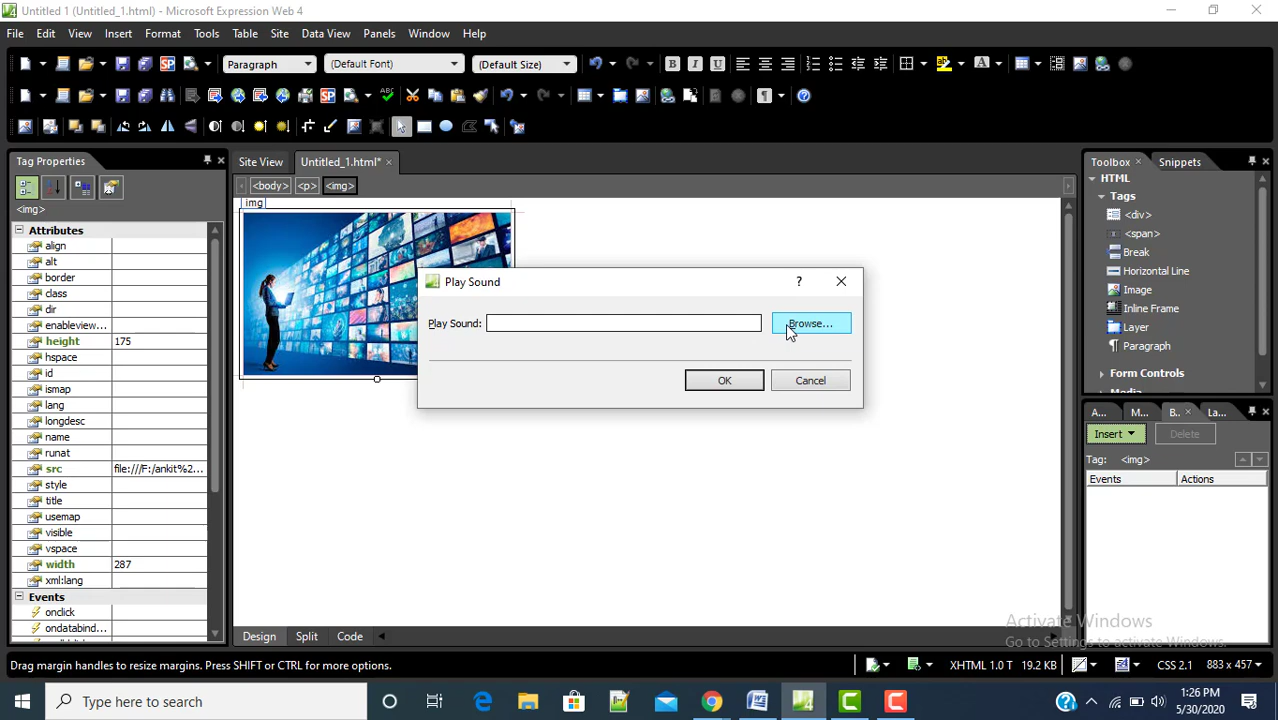 Untitled 1 (Untitled_1.html) - Microsoft Expression Web 4
File Edit View Insert Format Tools Table Site Data View Panels Window Help
Paragraph (Default Font) (Default Size)
Tag Properties
<img>
Attributes
align
alt
border
class
dir
enableview...
height 175
hspace
id
ismap
lang
longdesc
name
runat
src file:///F:/ankit%2...
style
title
usemap
visible
vspace
width 287
xml:lang
Events
onclick
ondatabind...
Site View Untitled_1.html*
<body> <p> <img>
img
Play Sound
Play Sound: Browse...
OK Cancel
Design Split Code
Toolbox Snippets
HTML
Tags
<div>
<span>
Break
Horizontal Line
Image
Inline Frame
Layer
Paragraph
Form Controls
Media
A... M... B... La...
Insert Delete
Tag: <img>
Events Actions
Activate Windows
Go to Settings to activate Windows.
Drag margin handles to resize margins. Press SHIFT or CTRL for more options.
XHTML 1.0 T 19.2 KB CSS 2.1 883 × 457
Type here to search
1:26 PM
5/30/2020